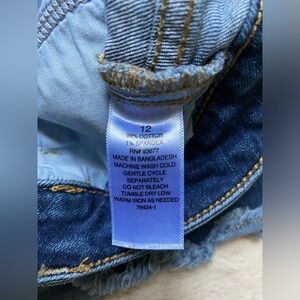 12
99% COTTON
1% SPANDEX
RN# 93677
MADE IN BANGLADESH
MACHINE WASH COLD
GENTLE CYCLE
SEPARATELY
DO NOT BLEACH
TUMBLE DRY LOW
WARM IRON AS NEEDED
76424-1